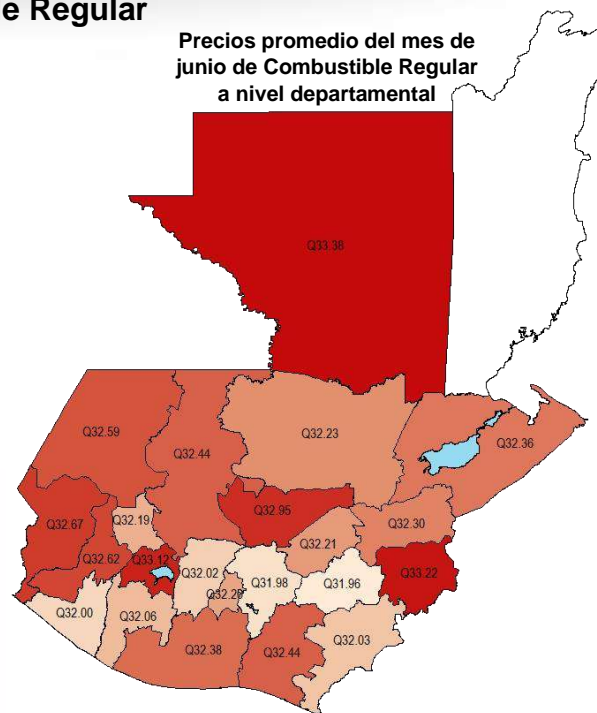 e Regular
Precios promedio del mes de
junio de Combustible Regular
a nivel departamental
Q33.38
Q32.59
Q32.44
Q32.23
Q32.36
Q32.67
Q32.19
Q32.95
Q32.30
Q32.62
Q33.12
Q32.21
Q33.22
Q32.02
Q31.98
Q31.96
Q32.00
Q32.06
Q32.38
Q32.44
Q32.03